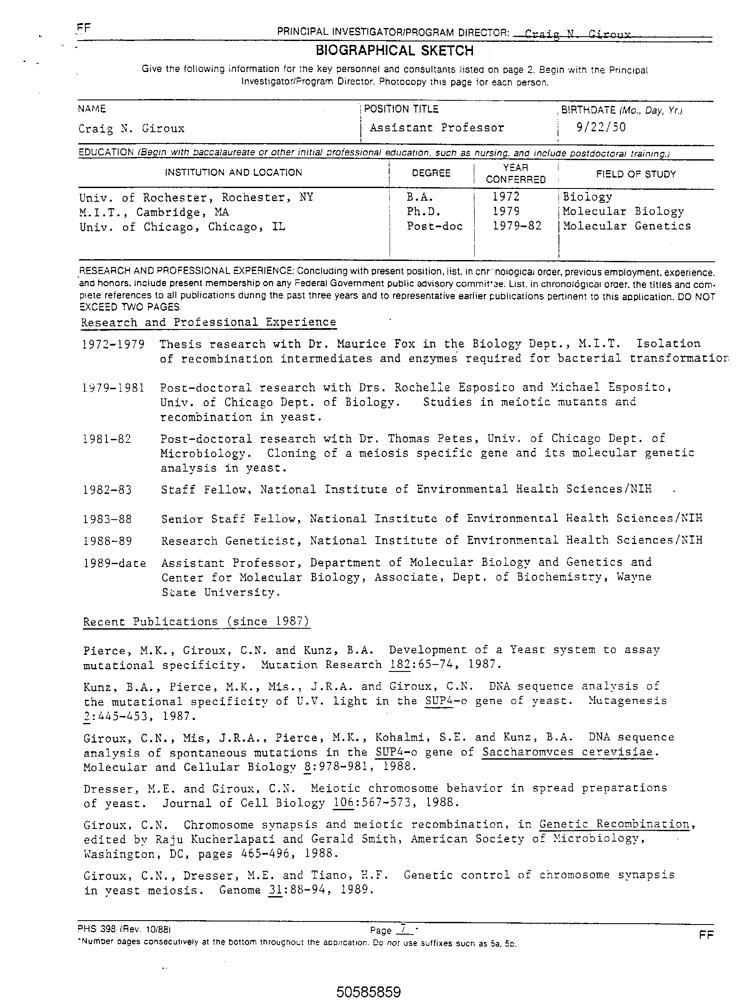 FF
PRINCIPAL INVESTIGATOR/PROGRAM DIRECTOR: Craig N. Giroux
BIOGRAPHICAL SKETCH
Give the following information for the key personnel and consultants listed on page 2. Begin with the Principal
Investigator/Program Director. Photocopy this page for each person.
NAME POSITION TITLE BIRTHDATE (Mo., Day, Yr.)
Craig N. Giroux Assistant Professor 9/22/50
EDUCATION (Begin with baccalaureate or other initial professional education, such as nursing, and include postdoctoral training.)
INSTITUTION AND LOCATION DEGREE YEAR CONFERRED FIELD OF STUDY
Univ. of Rochester, Rochester, NY B.A. 1972 Biology
M.I.T., Cambridge, MA Ph.D. 1979 Molecular Biology
Univ. of Chicago, Chicago, IL Post-doc 1979-82 Molecular Genetics
RESEARCH AND PROFESSIONAL EXPERIENCE: Concluding with present position, list, in chronological order, previous employment, experience,
and honors. Include present membership on any Federal Government public advisory committee. List, in chronological order, the titles and com-
plete references to all publications during the past three years and to representative earlier publications pertinent to this application. DO NOT
EXCEED TWO PAGES.
Research and Professional Experience
1972-1979 Thesis research with Dr. Maurice Fox in the Biology Dept., M.I.T. Isolation
of recombination intermediates and enzymes required for bacterial transformation
1979-1981 Post-doctoral research with Drs. Rochelle Esposito and Michael Esposito,
Univ. of Chicago Dept. of Biology. Studies in meiotic mutants and
recombination in yeast.
1981-82 Post-doctoral research with Dr. Thomas Petes, Univ. of Chicago Dept. of
Microbiology. Cloning of a meiosis specific gene and its molecular genetic
analysis in yeast.
1982-83 Staff Fellow, National Institute of Environmental Health Sciences/NIH
1983-88 Senior Staff Fellow, National Institute of Environmental Health Sciences/NIH
1988-89 Research Geneticist, National Institute of Environmental Health Sciences/NIH
1989-date Assistant Professor, Department of Molecular Biology and Genetics and
Center for Molecular Biology, Associate, Dept. of Biochemistry, Wayne
State University.
Recent Publications (since 1987)
Pierce, M.K., Giroux, C.N. and Kunz, B.A. Development of a Yeast system to assay
mutational specificity. Mutation Research 182:65-74, 1987.
Kunz, B.A., Pierce, M.K., Mis., J.R.A. and Giroux, C.N. DNA sequence analysis of
the mutational specificity of U.V. light in the SUP4-o gene of yeast. Mutagenesis
2:445-453, 1987.
Giroux, C.N., Mis, J.R.A., Pierce, M.K., Kohalmi, S.E. and Kunz, B.A. DNA sequence
analysis of spontaneous mutations in the SUP4-o gene of Saccharomyces cerevisiae.
Molecular and Cellular Biology 8:978-981, 1988.
Dresser, M.E. and Giroux, C.N. Meiotic chromosome behavior in spread preparations
of yeast. Journal of Cell Biology 106:567-573, 1988.
Giroux, C.N. Chromosome synapsis and meiotic recombination, in Genetic Recombination,
edited by Raju Kucherlapati and Gerald Smith, American Society of Microbiology,
Washington, DC, pages 465-496, 1988.
Giroux, C.N., Dresser, M.E. and Tiano, H.F. Genetic control of chromosome synapsis
in yeast meiosis. Genome 31:88-94, 1989.
PHS 398 (Rev. 10/88) Page 7 *
*Number pages consecutively at the bottom throughout the application. Do not use suffixes such as 5a, 5b.
FF
50585859